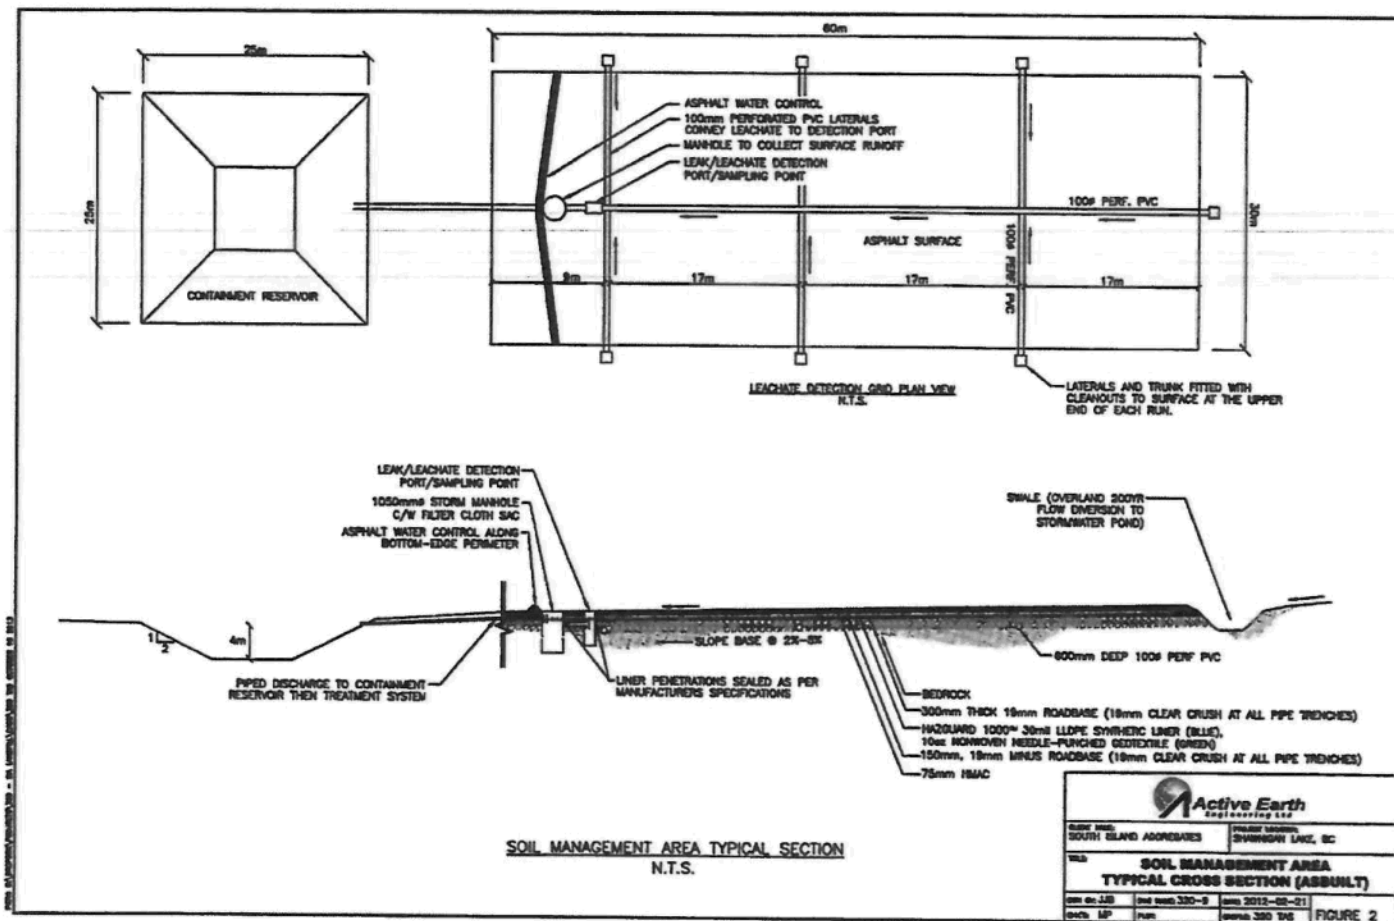 25m
60m
25m
30m
ASPHALT WATER CONTROL
100mm PERFORATED PVC LATERALS
CONVEY LEACHATE TO DETECTION PORT
MANHOLE TO COLLECT SURFACE RUNOFF
LEAK/LEACHATE DETECTION
PORT/SAMPLING POINT
100ø PERF. PVC
100ø PERF. PVC
ASPHALT SURFACE
9m
17m
17m
17m
CONTAINMENT RESERVOIR
LEACHATE DETECTION GRID PLAN VIEW
N.T.S.
LATERALS AND TRUNK FITTED WITH
CLEANOUTS TO SURFACE AT THE UPPER
END OF EACH RUN.
LEAK/LEACHATE DETECTION
PORT/SAMPLING POINT
1050mmø STORM MANHOLE
C/W FILTER CLOTH SAC
ASPHALT WATER CONTROL ALONG
BOTTOM-EDGE PERIMETER
SWALE (OVERLAND 200YR
FLOW DIVERSION TO
STORMWATER POND)
1
2
4m
SLOPE BASE @ 2%-5%
600mm DEEP 100ø PERF PVC
PIPED DISCHARGE TO CONTAINMENT
RESERVOIR THEN TREATMENT SYSTEM
LINER PENETRATIONS SEALED AS PER
MANUFACTURERS SPECIFICATIONS
BEDROCK
300mm THICK 19mm ROADBASE (19mm CLEAR CRUSH AT ALL PIPE TRENCHES)
HAZGUARD 1000™ 30mil LLDPE SYNTHETIC LINER (BLUE),
10oz NONWOVEN NEEDLE-PUNCHED GEOTEXTILE (GREEN)
150mm, 19mm MINUS ROADBASE (19mm CLEAR CRUSH AT ALL PIPE TRENCHES)
75mm HMAC
SOIL MANAGEMENT AREA TYPICAL SECTION
N.T.S.
Active Earth
Engineering Ltd
SOUTH ISLAND AGGREGATES
SHAWNIGAN LAKE, BC
TITLE:
SOIL MANAGEMENT AREA
TYPICAL CROSS SECTION (ASBUILT)
2012-02-21
FIGURE 2